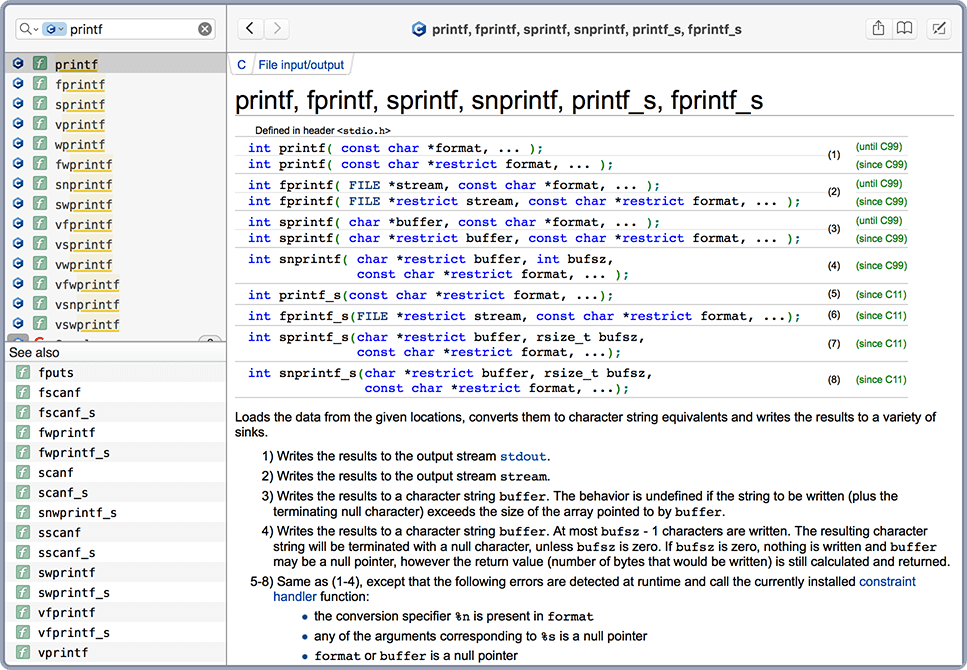 printf
printf
fprintf
sprintf
vprintf
wprintf
fwprintf
snprintf
swprintf
vfprintf
vsprintf
vwprintf
vfwprintf
vsnprintf
vswprintf
See also
fputs
fscanf
fscanf_s
fwprintf
fwprintf_s
scanf
scanf_s
snwprintf_s
sscanf
sscanf_s
swprintf
swprintf_s
vfprintf
vfprintf_s
vprintf
printf, fprintf, sprintf, snprintf, printf_s, fprintf_s
C File input/output
printf, fprintf, sprintf, snprintf, printf_s, fprintf_s
Defined in header <stdio.h>
int printf( const char *format, ... ); (1) (until C99)
int printf( const char *restrict format, ... ); (since C99)
int fprintf( FILE *stream, const char *format, ... ); (2) (until C99)
int fprintf( FILE *restrict stream, const char *restrict format, ... ); (since C99)
int sprintf( char *buffer, const char *format, ... ); (3) (until C99)
int sprintf( char *restrict buffer, const char *restrict format, ... ); (since C99)
int snprintf( char *restrict buffer, int bufsz, (4) (since C99)
const char *restrict format, ... );
int printf_s(const char *restrict format, ...); (5) (since C11)
int fprintf_s(FILE *restrict stream, const char *restrict format, ...); (6) (since C11)
int sprintf_s(char *restrict buffer, rsize_t bufsz, (7) (since C11)
const char *restrict format, ...);
int snprintf_s(char *restrict buffer, rsize_t bufsz, (8) (since C11)
const char *restrict format, ...);
Loads the data from the given locations, converts them to character string equivalents and writes the results to a variety of
sinks.
1) Writes the results to the output stream stdout.
2) Writes the results to the output stream stream.
3) Writes the results to a character string buffer. The behavior is undefined if the string to be written (plus the
terminating null character) exceeds the size of the array pointed to by buffer.
4) Writes the results to a character string buffer. At most bufsz - 1 characters are written. The resulting character
string will be terminated with a null character, unless bufsz is zero. If bufsz is zero, nothing is written and buffer
may be a null pointer, however the return value (number of bytes that would be written) is still calculated and returned.
5-8) Same as (1-4), except that the following errors are detected at runtime and call the currently installed constraint
handler function:
• the conversion specifier %n is present in format
• any of the arguments corresponding to %s is a null pointer
• format or buffer is a null pointer